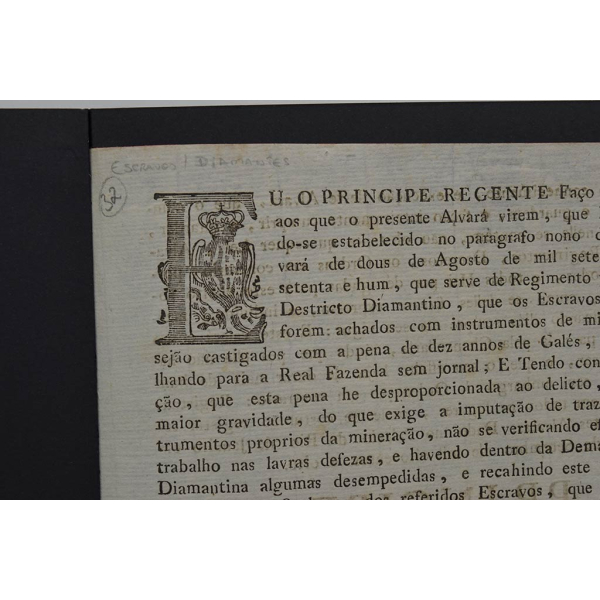 ESCRAVOS / DIAMANTES
32
EU O PRINCIPE REGENTE Faço
aos que o presente Alvará virem, que
do-se estabelecido no paragrafo nono
vará de dous de Agosto de mil sete
setenta e hum, que serve de Regimento
Destricto Diamantino, que os Escravos
forem achados com instrumentos de mi
sejão castigados com a pena de dez annos de Galés,
lhando para a Real Fazenda sem jornal; E Tendo con
ção, que esta pena he desproporcionada ao delicto,
maior gravidade, do que exige a imputação de traz
trumentos proprios da mineração, não se verificando ef
trabalho nas lavras defezas, e havendo dentro da Dema
Diamantina algumas desempedidas, e recahindo este
dos referidos Escravos, que